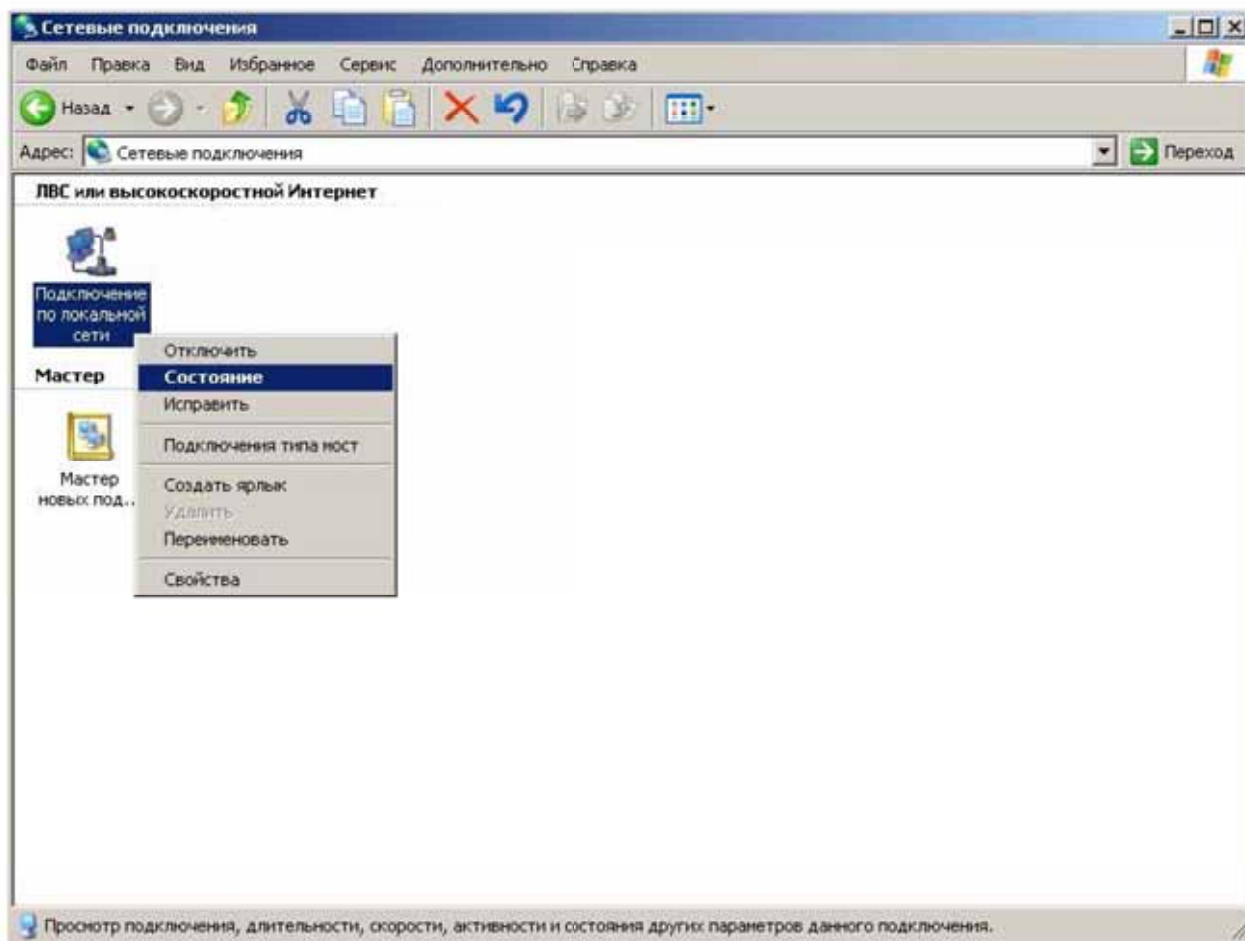 Сетевые подключения
Файл Правка Вид Избранное Сервис Дополнительно Справка
Назад
Адрес: Сетевые подключения Переход
ЛВС или высокоскоростной Интернет
Подключение
по локальной
сети
Отключить
Состояние
Исправить
Подключения типа мост
Создать ярлык
Удалить
Переименовать
Свойства
Мастер
Мастер
новых под...
Просмотр подключения, длительности, скорости, активности и состояния других параметров данного подключения.